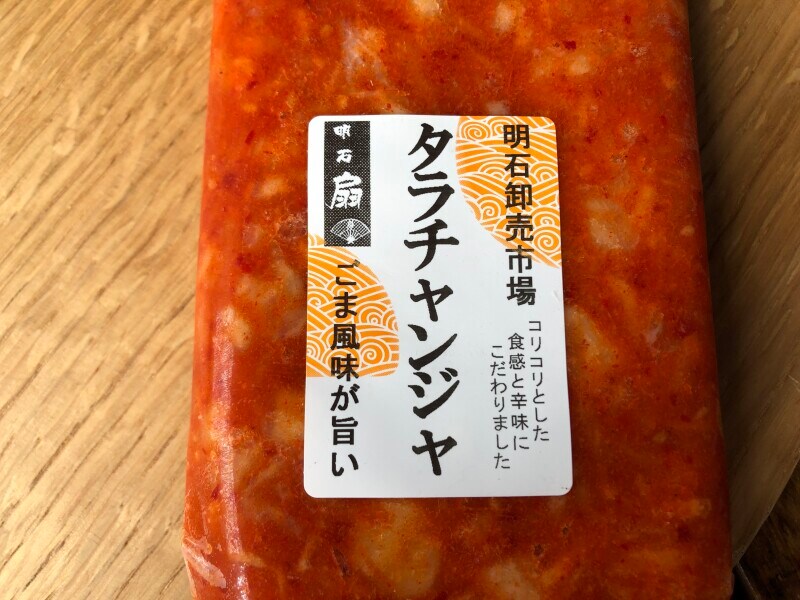 明石卸売市場
コリコリとした
食感と辛味に
こだわりました
タラチャンジャ
明石
扇
ごま風味が旨い